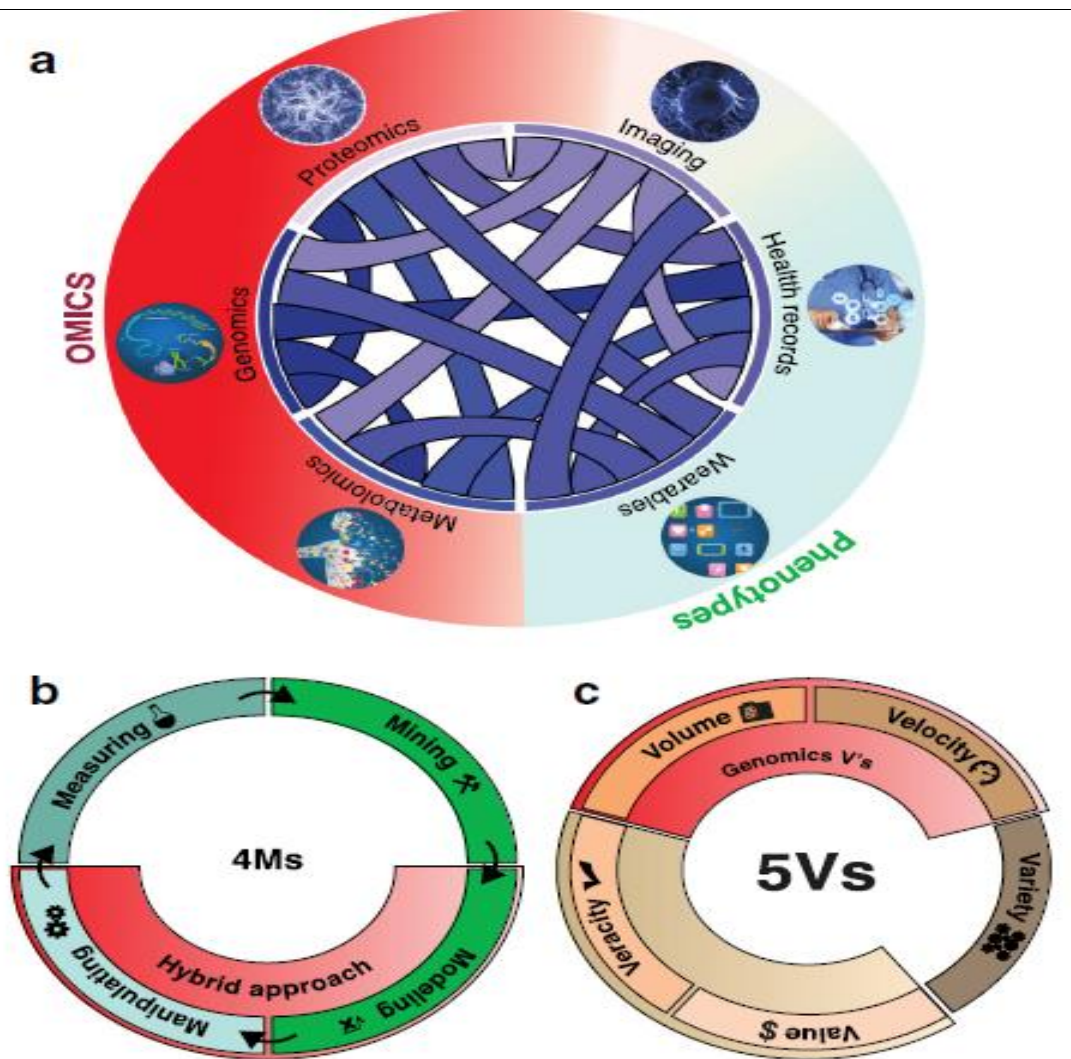 a
OMICS
Proteomics
Imaging
Genomics
Health records
Metabolomics
Wearables
Phenotypes
b
Measuring
Mining
4Ms
Hybrid approach
Manipulating
Modeling
c
Volume
Velocity
Genomics V's
5Vs
Veracity
Variety
Value $